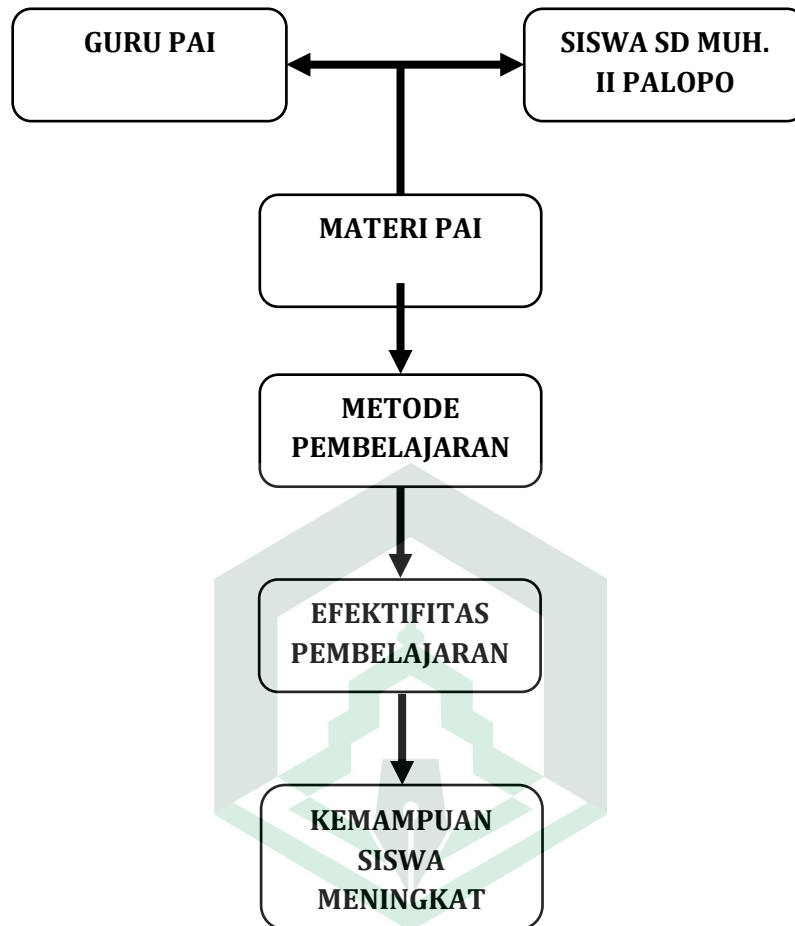 GURU PAI
SISWA SD MUH.
II PALOPO
MATERI PAI
METODE
PEMBELAJARAN
EFEKTIFITAS
PEMBELAJARAN
KEMAMPUAN
SISWA
MENINGKAT